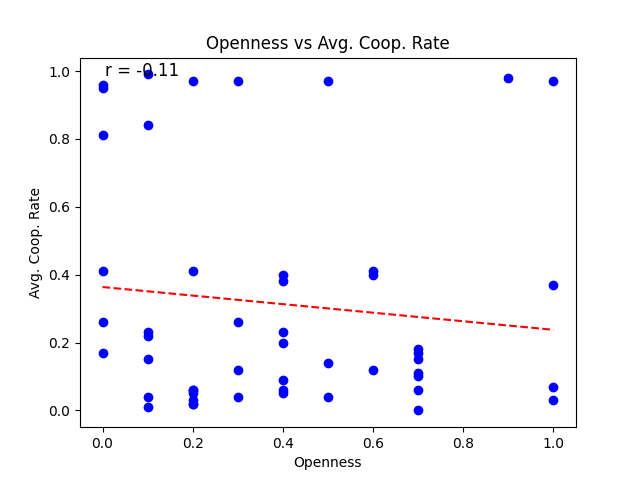 Openness vs Avg. Coop. Rate
r = -0.11
Avg. Coop. Rate
1.0
0.8
0.6
0.4
0.2
0.0
0.0 0.2 0.4 0.6 0.8 1.0
Openness